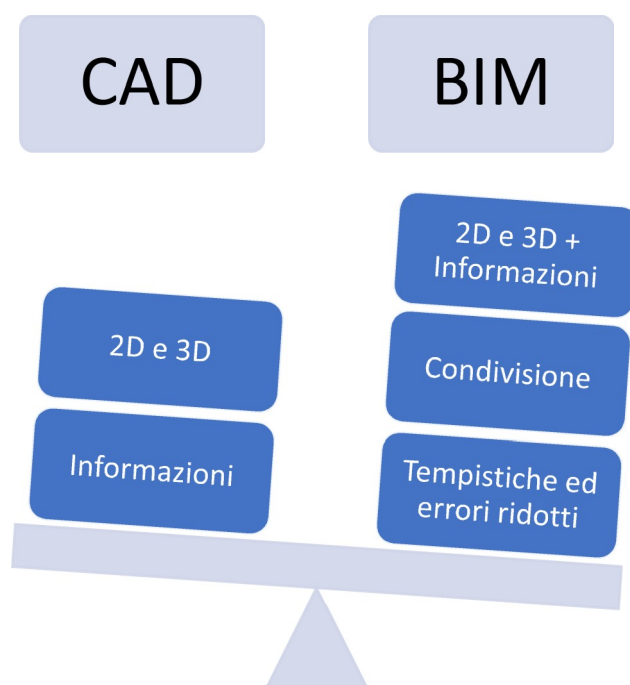 CAD
BIM
2D e 3D
Informazioni
2D e 3D +
Informazioni
Condivisione
Tempistiche ed
errori ridotti